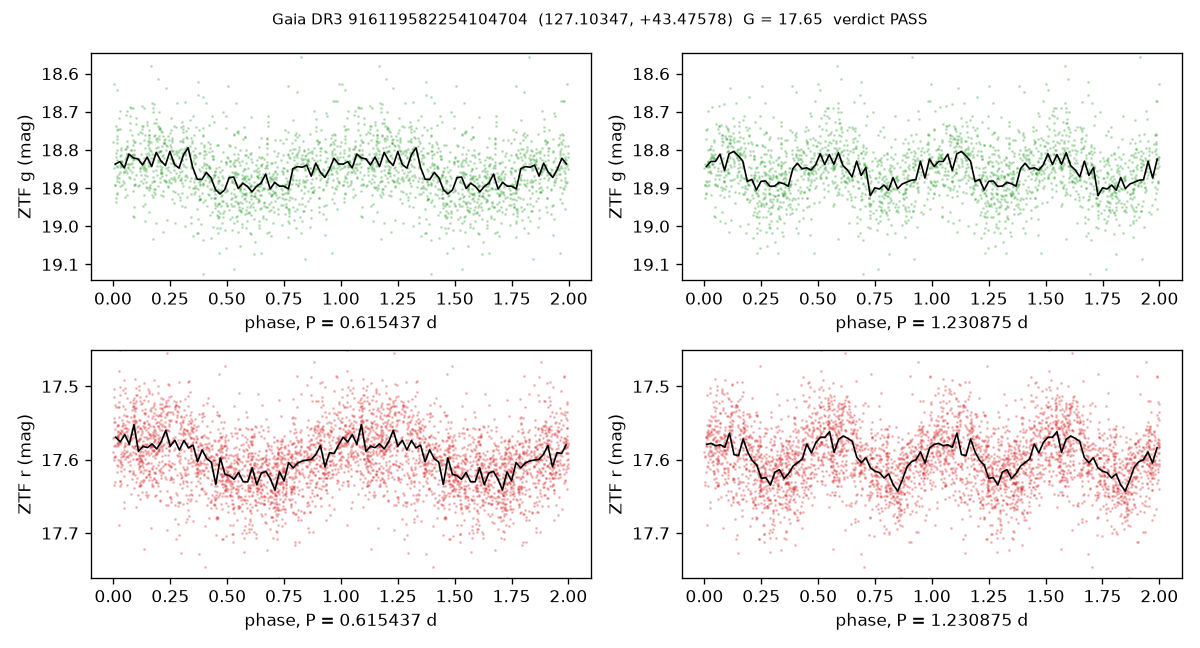 Gaia DR3 916119582254104704 (127.10347, +43.47578) G = 17.65 verdict PASS
ZTF g (mag)
18.6
18.7
18.8
18.9
19.0
19.1
0.00 0.25 0.50 0.75 1.00 1.25 1.50 1.75 2.00
phase, P = 0.615437 d
ZTF g (mag)
18.6
18.7
18.8
18.9
19.0
19.1
0.00 0.25 0.50 0.75 1.00 1.25 1.50 1.75 2.00
phase, P = 1.230875 d
ZTF r (mag)
17.5
17.6
17.7
0.00 0.25 0.50 0.75 1.00 1.25 1.50 1.75 2.00
phase, P = 0.615437 d
ZTF r (mag)
17.5
17.6
17.7
0.00 0.25 0.50 0.75 1.00 1.25 1.50 1.75 2.00
phase, P = 1.230875 d